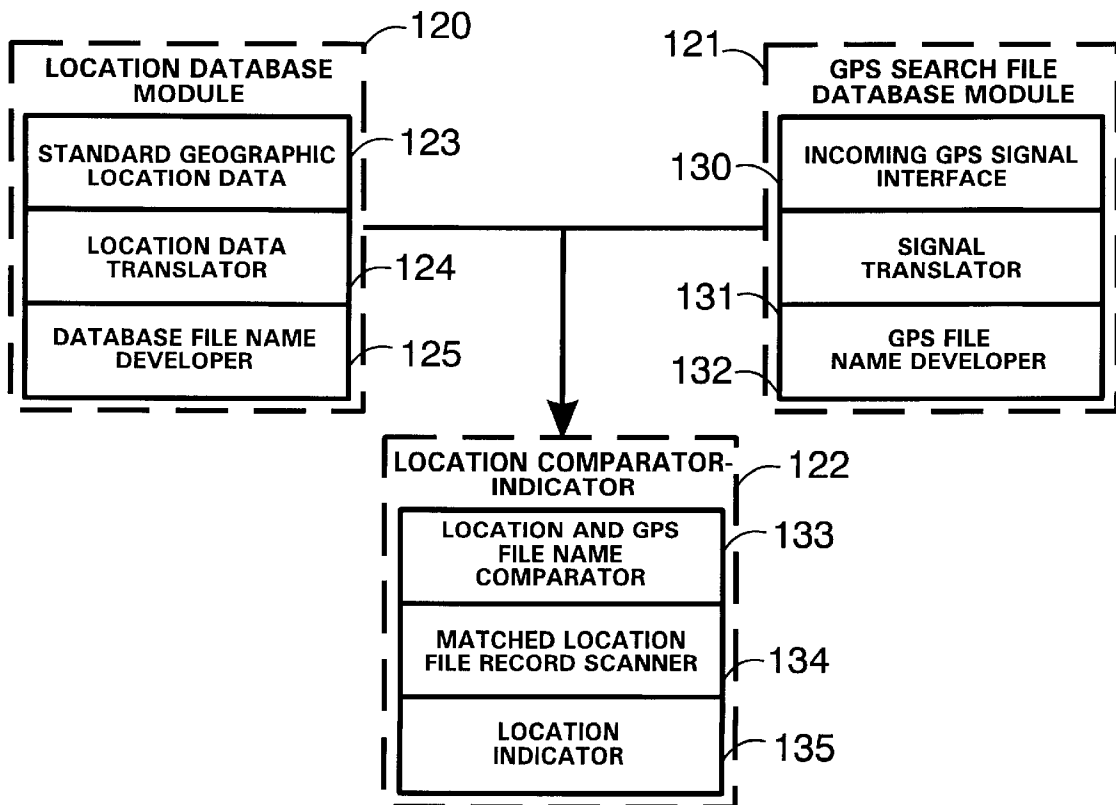 120
LOCATION DATABASE
MODULE
123
STANDARD GEOGRAPHIC
LOCATION DATA
LOCATION DATA
TRANSLATOR
124
DATABASE FILE NAME
DEVELOPER
125
121
GPS SEARCH FILE
DATABASE MODULE
INCOMING GPS SIGNAL
INTERFACE
130
SIGNAL
TRANSLATOR
131
GPS FILE
NAME DEVELOPER
132
LOCATION COMPARATOR-
INDICATOR
122
LOCATION AND GPS
FILE NAME
COMPARATOR
133
MATCHED LOCATION
FILE RECORD SCANNER
134
LOCATION
INDICATOR
135